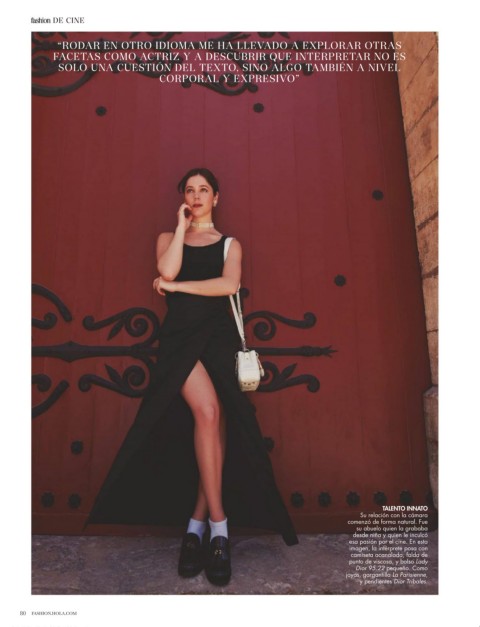 fashion DE CINE
“RODAR EN OTRO IDIOMA ME HA LLEVADO A EXPLORAR OTRAS
FACETAS COMO ACTRIZ Y A DESCUBRIR QUE INTERPRETAR NO ES
SOLO UNA CUESTIÓN DEL TEXTO, SINO ALGO TAMBIÉN A NIVEL
CORPORAL Y EXPRESIVO”
TALENTO INNATO
Su relación con la cámara
comenzó de forma natural. Fue
su abuelo quien la grababa
desde niña y quien le inculcó
esa pasión por el cine. En esta
imagen, la intérprete posa con
camiseta acanalada, falda de
punto de viscosa, y bolso Lady
Dior 95.22 pequeño. Como
joyas, gargantilla La Parisienne,
y pendientes Dior Tribales.
80 FASHION.HOLA.COM